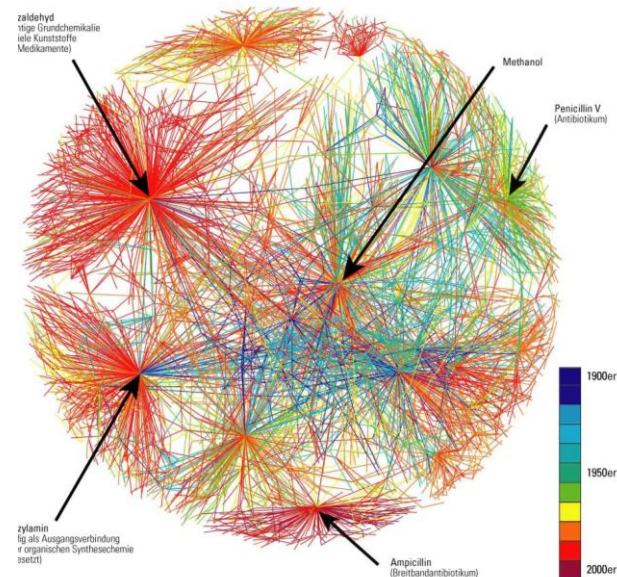 zaldehyd
htige Grundchemikalie
iele Kunststoffe
Medikamente)
Methanol
Penicillin V
(Antibiotikum)
1900er
1950er
2000er
zylamin
fig als Ausgangsverbindung
r organischen Synthesechemie
esetzt)
Ampicillin
(Breitbandantibiotikum)